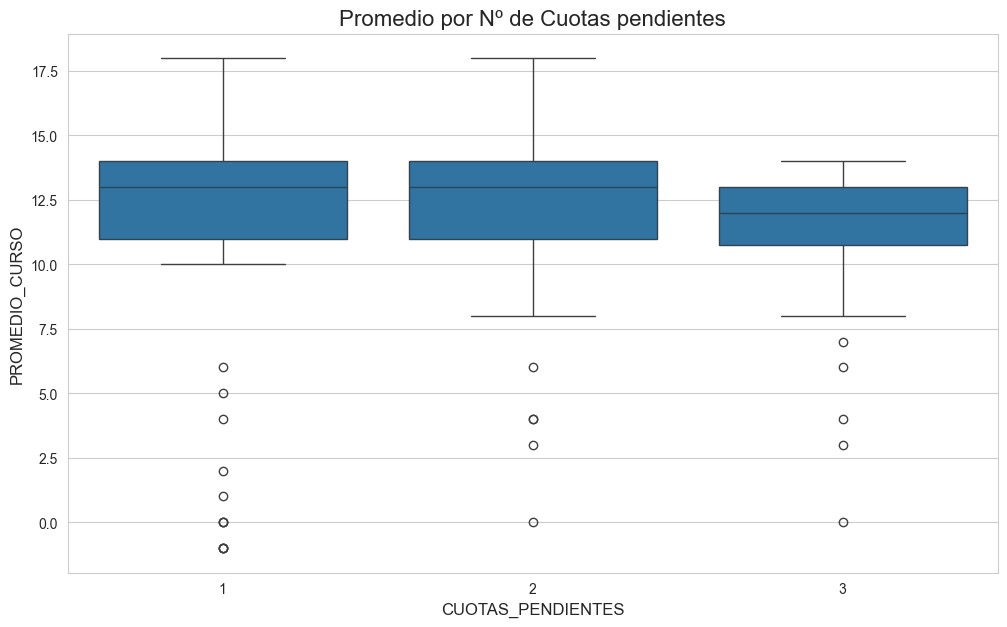 Promedio por Nº de Cuotas pendientes
17.5
15.0
12.5
10.0
7.5
5.0
2.5
0.0
PROMEDIO_CURSO
1 2 3
CUOTAS_PENDIENTES